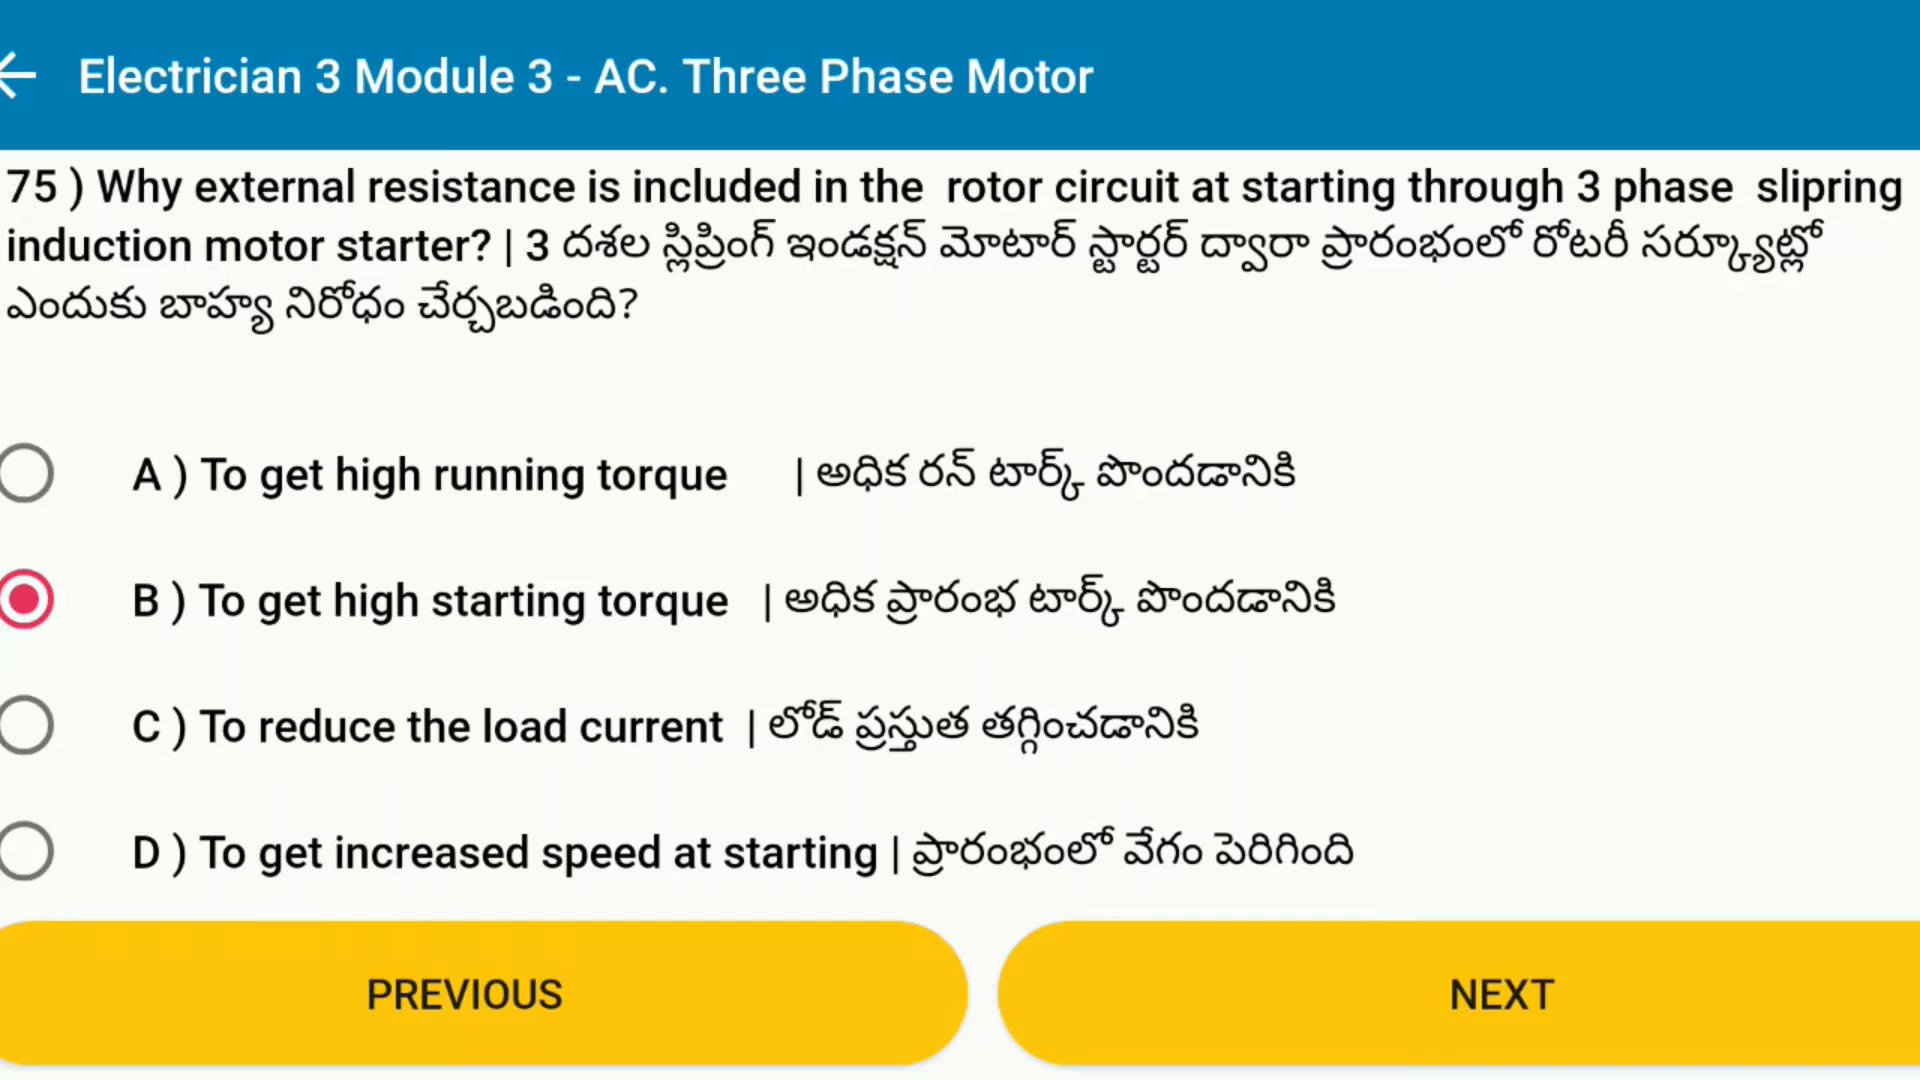 Electrician 3 Module 3 - AC. Three Phase Motor
75 ) Why external resistance is included in the rotor circuit at starting through 3 phase slipring
induction motor starter? | 3 దశల స్లిప్రింగ్ ఇండక్షన్ మోటార్ స్టార్టర్ ద్వారా ప్రారంభంలో రోటరీ సర్క్యూట్లో
ఎందుకు బాహ్య నిరోధం చేర్చబడింది?
A ) To get high running torque | అధిక రన్ టార్క్ పొందడానికి
B ) To get high starting torque | అధిక ప్రారంభ టార్క్ పొందడానికి
C ) To reduce the load current | లోడ్ ప్రస్తుత తగ్గించడానికి
D ) To get increased speed at starting | ప్రారంభంలో వేగం పెరిగింది
PREVIOUS NEXT